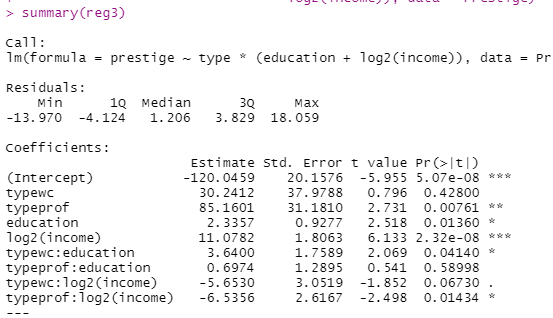 log2(income)), data = Prestige)
> summary(reg3)
Call:
lm(formula = prestige ~ type * (education + log2(income)), data = Pr
Residuals:
Min 1Q Median 3Q Max
-13.970 -4.124 1.206 3.829 18.059
Coefficients:
Estimate Std. Error t value Pr(>|t|)
(Intercept) -120.0459 20.1576 -5.955 5.07e-08 ***
typewc 30.2412 37.9788 0.796 0.42800
typeprof 85.1601 31.1810 2.731 0.00761 **
education 2.3357 0.9277 2.518 0.01360 *
log2(income) 11.0782 1.8063 6.133 2.32e-08 ***
typewc:education 3.6400 1.7589 2.069 0.04140 *
typeprof:education 0.6974 1.2895 0.541 0.58998
typewc:log2(income) -5.6530 3.0519 -1.852 0.06730 .
typeprof:log2(income) -6.5356 2.6167 -2.498 0.01434 *
---